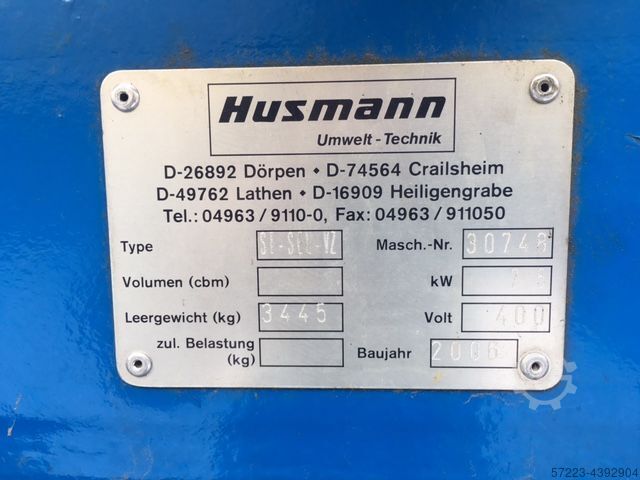 Husmann
Umwelt-Technik
D-26892 Dörpen • D-74564 Crailsheim
D-49762 Lathen • D-16909 Heiligengrabe
Tel.: 04963 / 9110-0, Fax: 04963 / 911050
Type Masch.-Nr. 30748
Volumen (cbm) kW
Leergewicht (kg) 3445 Volt 400
zul. Belastung (kg) Baujahr 2006
57223-4392904